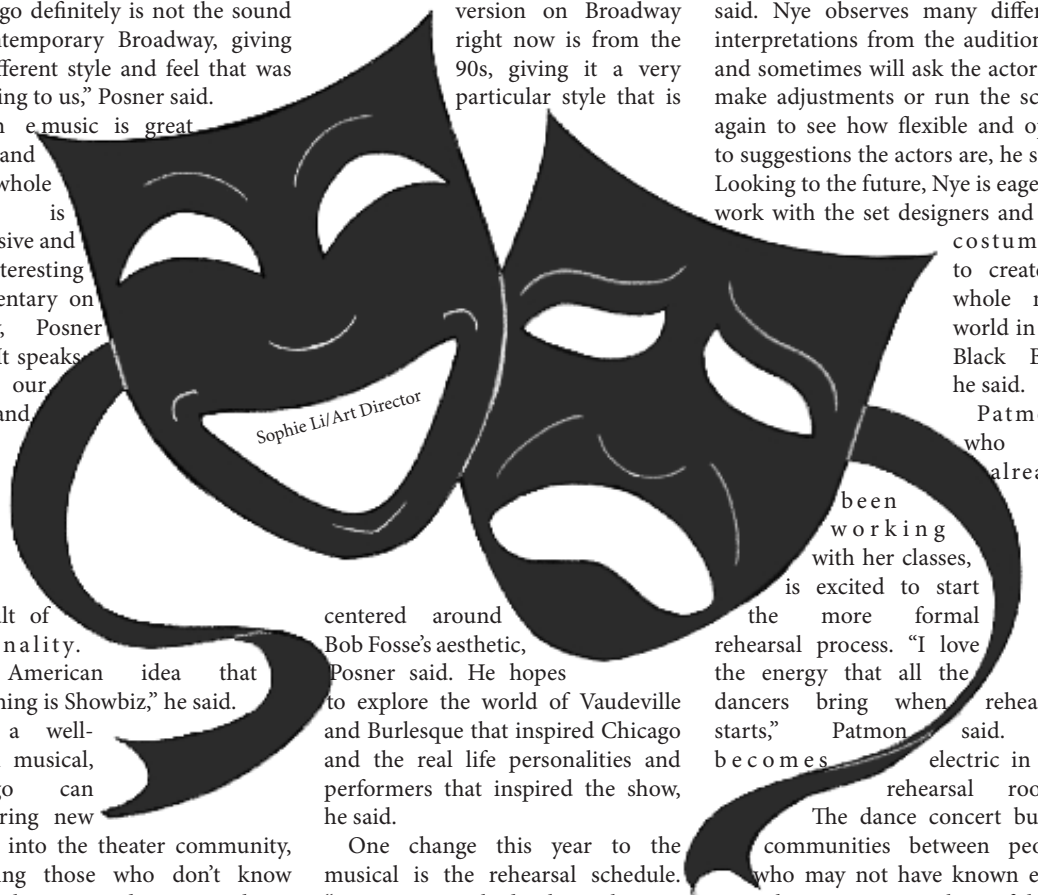 go definitely is not the sound
temporary Broadway, giving
fferent style and feel that was
ing to us,” Posner said.
e music is great
and
whole
is
sive and
teresting
entary on
Posner
It speaks
our
and
lt of
nality.
American idea that
ning is Showbiz,” he said.
a well-
musical,
go can
ring new
into the theater community,
ng those who don’t know
version on Broadway
right now is from the
90s, giving it a very
particular style that is
Sophie Li/Art Director
centered around
Bob Fosse’s aesthetic,
Posner said. He hopes
to explore the world of Vaudeville
and Burlesque that inspired Chicago
and the real life personalities and
performers that inspired the show,
he said.
One change this year to the
musical is the rehearsal schedule.
said. Nye observes many differ
interpretations from the audition
and sometimes will ask the actor
make adjustments or run the sc
again to see how flexible and op
to suggestions the actors are, he s
Looking to the future, Nye is eage
work with the set designers and
costum
to create
whole
world in
Black B
he said.
Patm
who
alrea
been
working
with her classes,
is excited to start
the more formal
rehearsal process. “I love
the energy that all the
dancers bring when rehea
starts,” Patmon said.
becomes electric in
rehearsal roo
The dance concert bu
communities between peo
who may not have known e